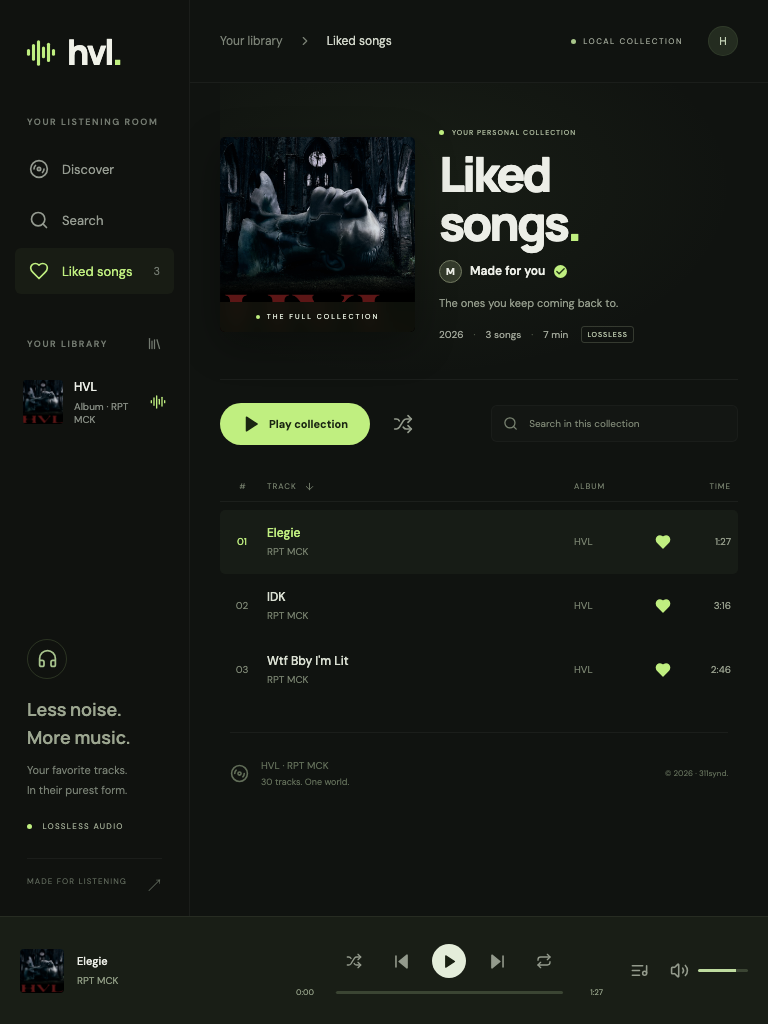 hvl.
YOUR LISTENING ROOM
Discover
Search
Liked songs 3
YOUR LIBRARY
HVL
Album · RPT
MCK
Less noise.
More music.
Your favorite tracks.
In their purest form.
LOSSLESS AUDIO
MADE FOR LISTENING
Your library > Liked songs
LOCAL COLLECTION
H
THE FULL COLLECTION
YOUR PERSONAL COLLECTION
Liked
songs.
M Made for you
The ones you keep coming back to.
2026 · 3 songs · 7 min LOSSLESS
Play collection
Search in this collection
# TRACK ALBUM TIME
01 Elegie HVL 1:27
RPT MCK
02 IDK HVL 3:16
RPT MCK
03 Wtf Bby I'm Lit HVL 2:46
RPT MCK
HVL · RPT MCK
30 tracks. One world.
© 2026 · 311synd.
Elegie
RPT MCK
0:00
1:27